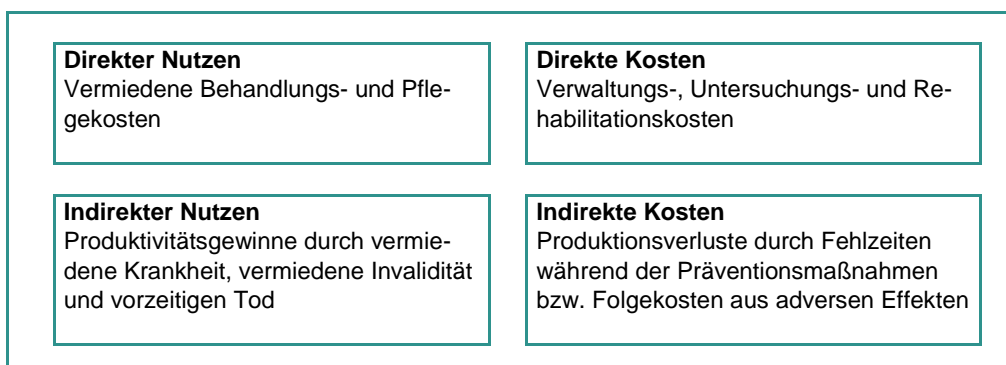 Direkter Nutzen
Vermiedene Behandlungs- und Pfle-
gekosten
Direkte Kosten
Verwaltungs-, Untersuchungs- und Re-
habilitationskosten
Indirekter Nutzen
Produktivitätsgewinne durch vermie-
dene Krankheit, vermiedene Invalidität
und vorzeitigen Tod
Indirekte Kosten
Produktionsverluste durch Fehlzeiten
während der Präventionsmaßnahmen
bzw. Folgekosten aus adversen Effekten